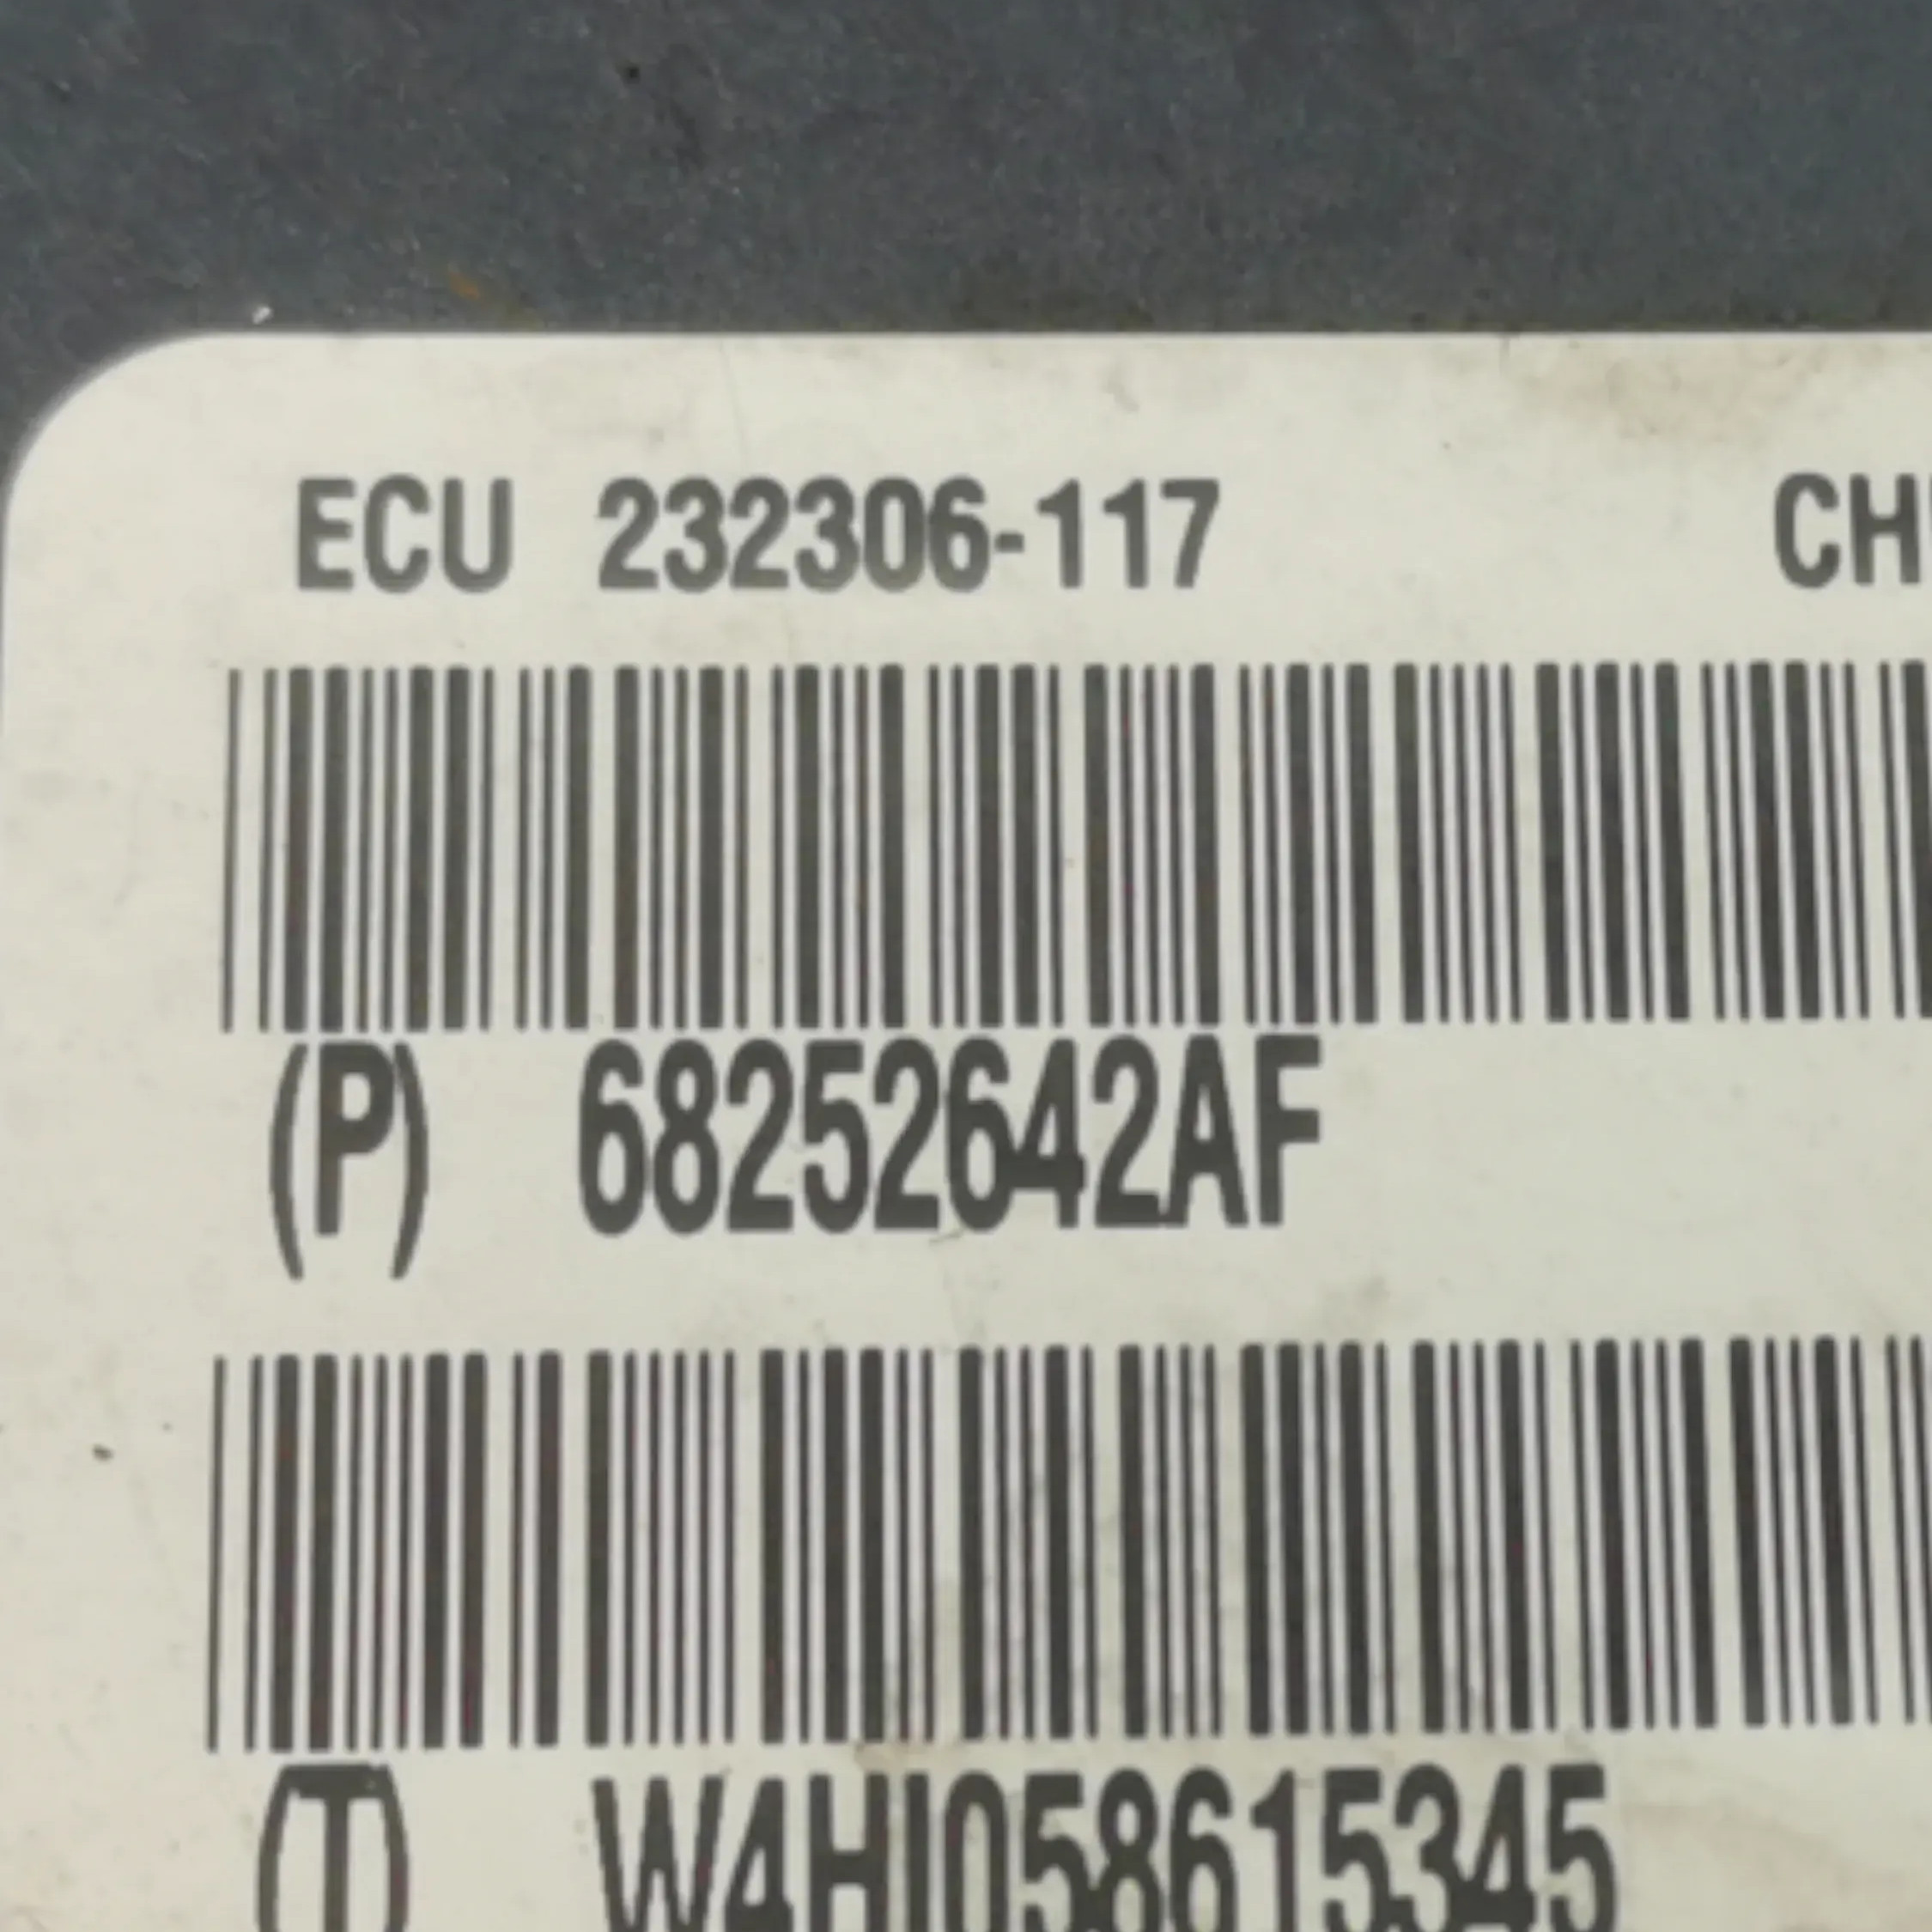 ECU 232306-117 CH
(P) 68252642AF
(T) W4HI058615345